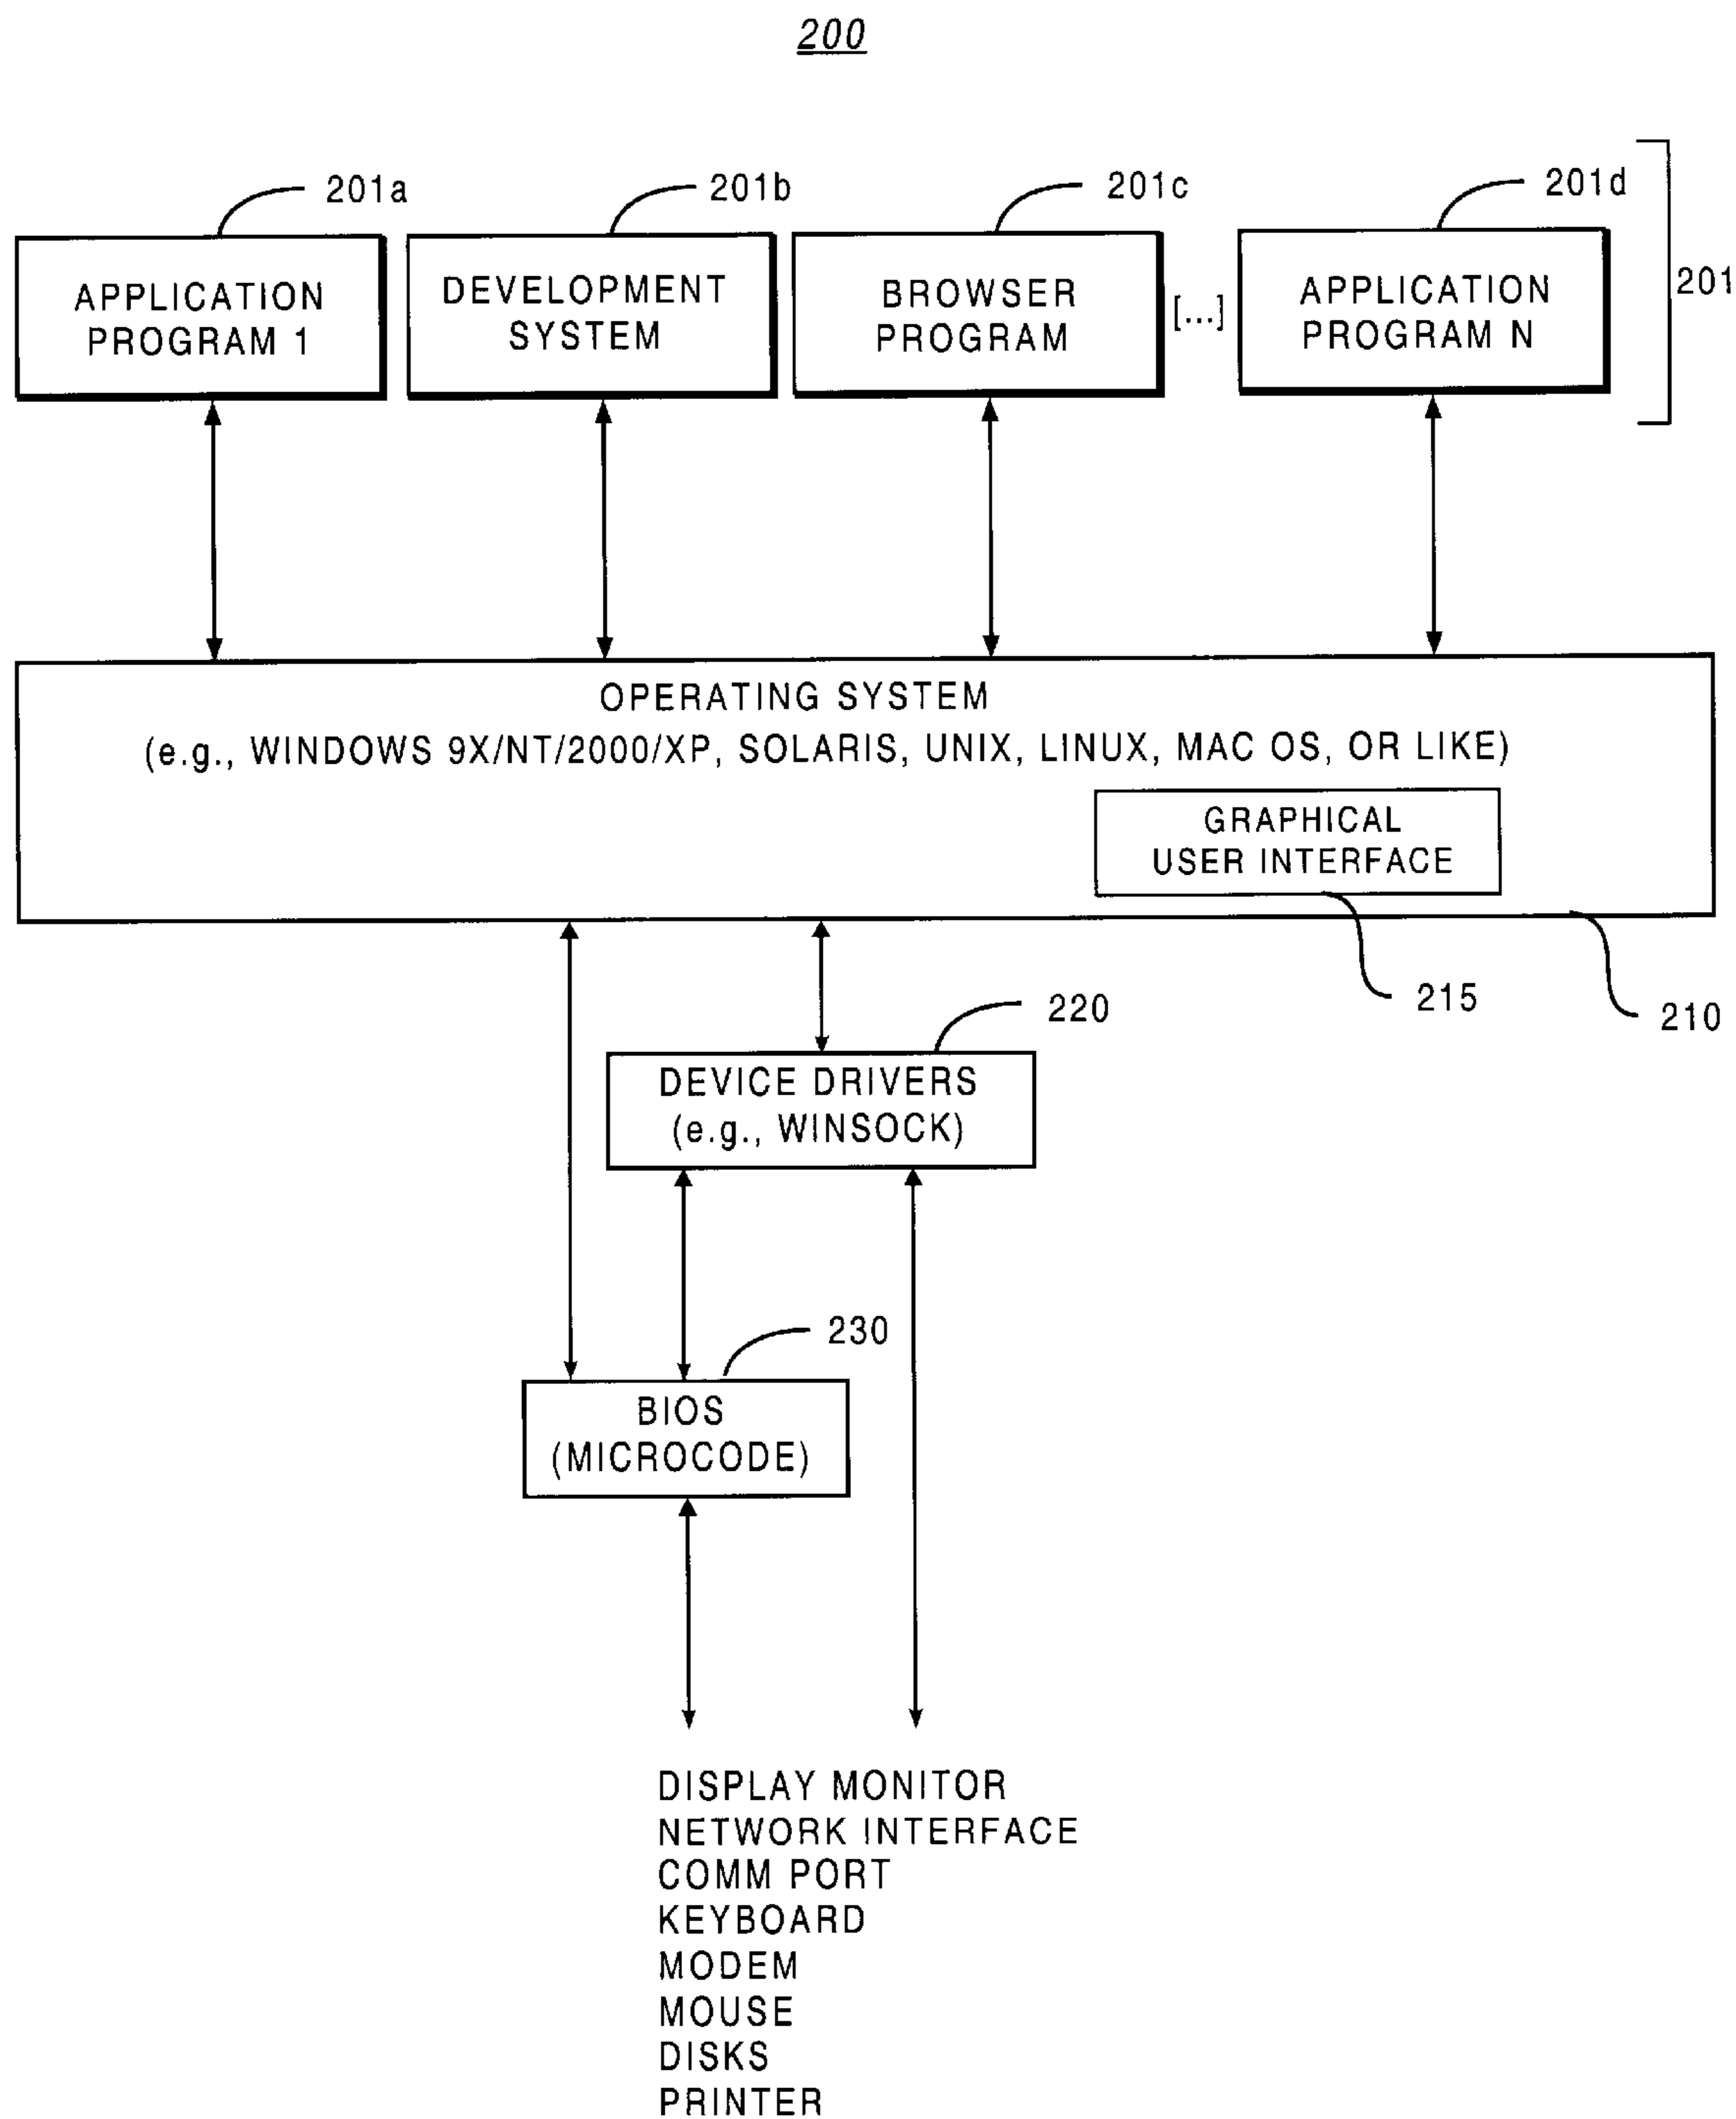 200
201a
201b
201c
201d
201
APPLICATION
PROGRAM 1
DEVELOPMENT
SYSTEM
BROWSER
PROGRAM
[...]
APPLICATION
PROGRAM N
OPERATING SYSTEM
(e.g., WINDOWS 9X/NT/2000/XP, SOLARIS, UNIX, LINUX, MAC OS, OR LIKE)
GRAPHICAL
USER INTERFACE
215
210
220
DEVICE DRIVERS
(e.g., WINSOCK)
230
BIOS
(MICROCODE)
DISPLAY MONITOR
NETWORK INTERFACE
COMM PORT
KEYBOARD
MODEM
MOUSE
DISKS
PRINTER